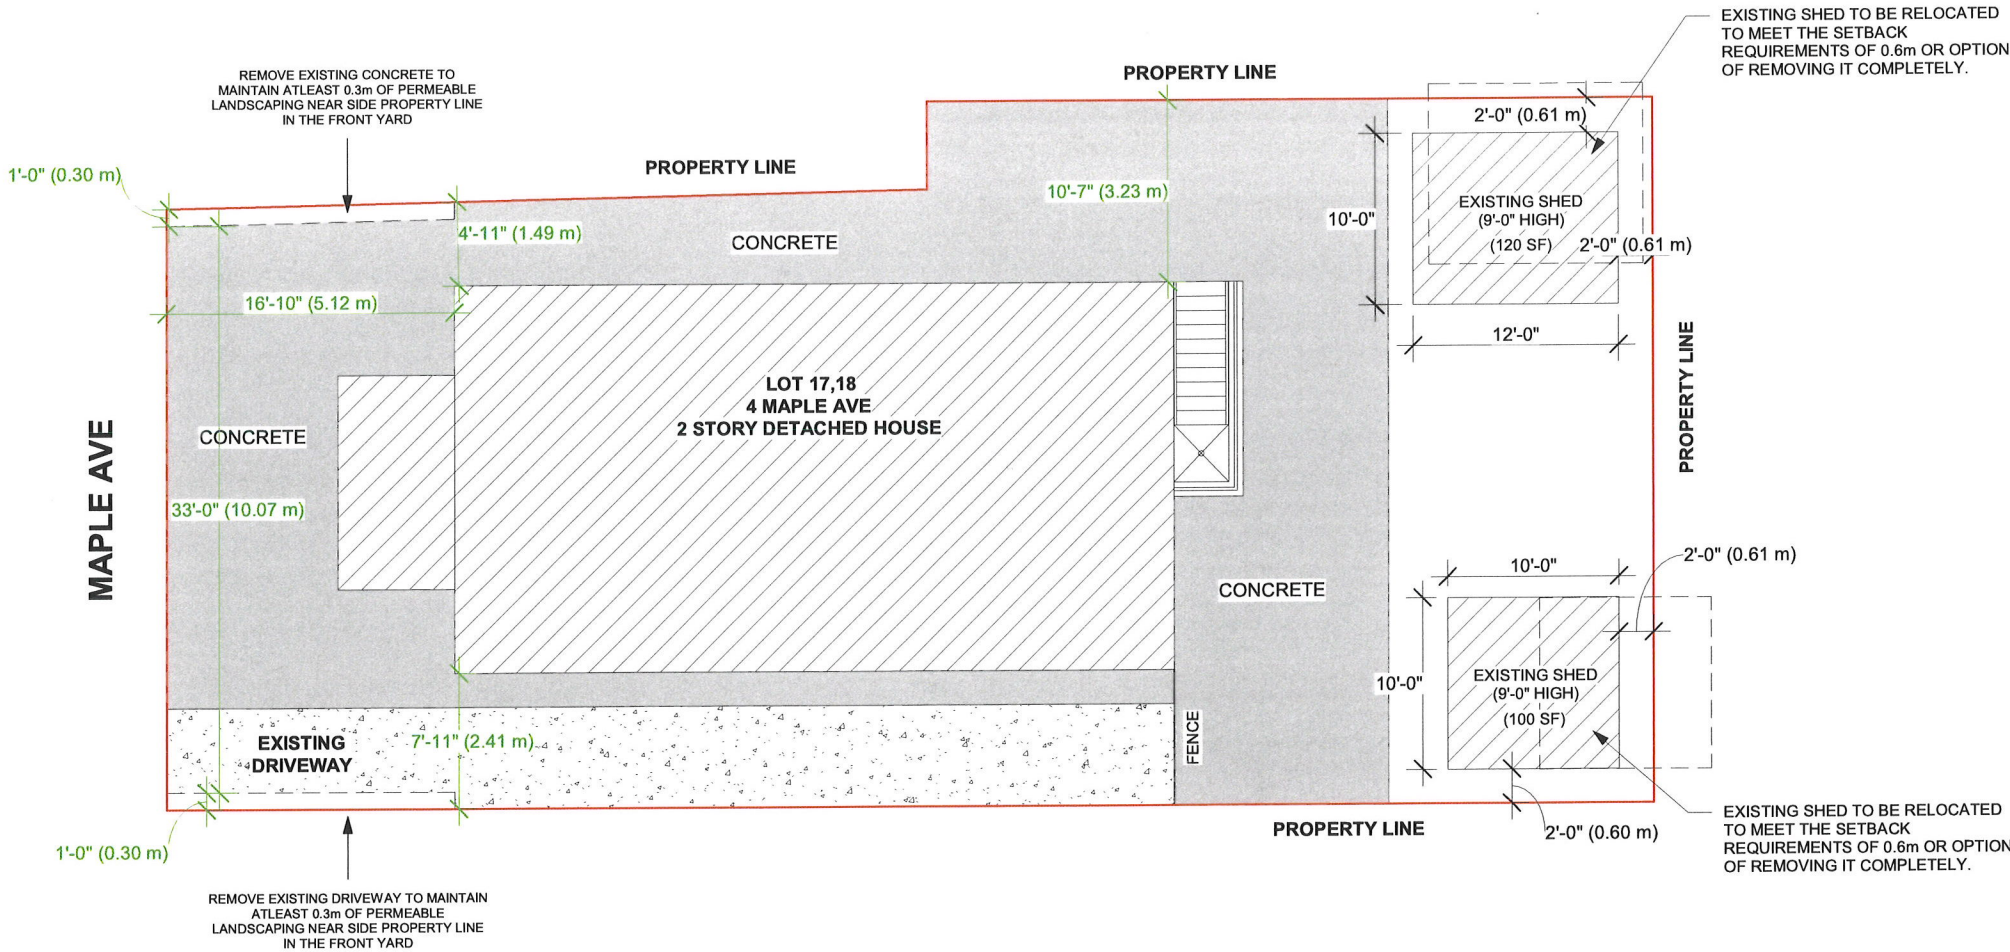 EXISTING SHED TO BE RELOCATED
TO MEET THE SETBACK
REQUIREMENTS OF 0.6m OR OPTION
OF REMOVING IT COMPLETELY.
PROPERTY LINE
REMOVE EXISTING CONCRETE TO
MAINTAIN ATLEAST 0.3m OF PERMEABLE
LANDSCAPING NEAR SIDE PROPERTY LINE
IN THE FRONT YARD
2'-0" (0.61 m)
PROPERTY LINE
1'-0" (0.30 m)
10'-7" (3.23 m)
EXISTING SHED
(9'-0" HIGH)
(120 SF)
10'-0"
4'-11" (1.49 m)
CONCRETE
2'-0" (0.61 m)
16'-10" (5.12 m)
12'-0"
PROPERTY LINE
LOT 17,18
4 MAPLE AVE
2 STORY DETACHED HOUSE
MAPLE AVE
CONCRETE
33'-0" (10.07 m)
2'-0" (0.61 m)
10'-0"
CONCRETE
EXISTING SHED
(9'-0" HIGH)
(100 SF)
10'-0"
FENCE
EXISTING
DRIVEWAY
7'-11" (2.41 m)
PROPERTY LINE
2'-0" (0.60 m)
EXISTING SHED TO BE RELOCATED
TO MEET THE SETBACK
REQUIREMENTS OF 0.6m OR OPTION
OF REMOVING IT COMPLETELY.
1'-0" (0.30 m)
REMOVE EXISTING DRIVEWAY TO MAINTAIN
ATLEAST 0.3m OF PERMEABLE
LANDSCAPING NEAR SIDE PROPERTY LINE
IN THE FRONT YARD